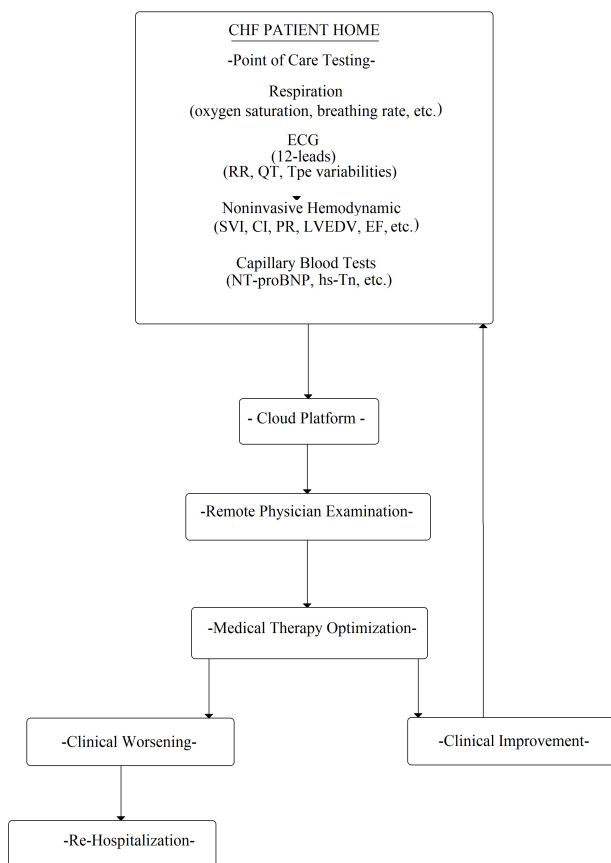 CHF PATIENT HOME
-Point of Care Testing-
Respiration
(oxygen saturation, breathing rate, etc.)
ECG
(12-leads)
(RR, QT, Tpe variabilities)
Noninvasive Hemodynamic
(SVI, CI, PR, LVEDV, EF, etc.)
Capillary Blood Tests
(NT-proBNP, hs-Tn, etc.)
- Cloud Platform -
-Remote Physician Examination-
-Medical Therapy Optimization-
-Clinical Worsening-
-Clinical Improvement-
-Re-Hospitalization-